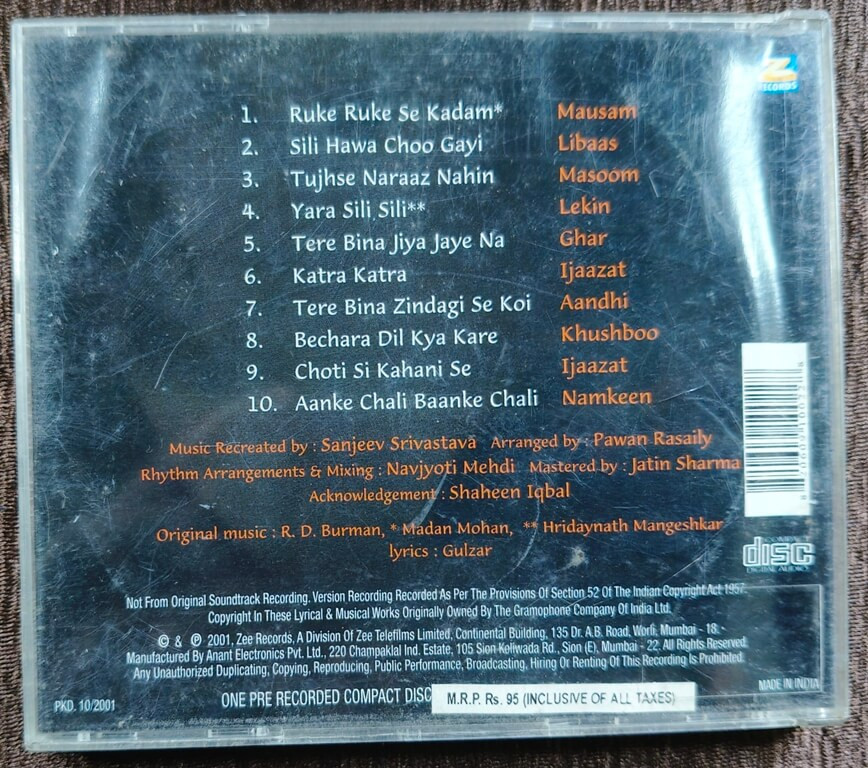 Z
RECORDS
1. Ruke Ruke Se Kadam* Mausam
2. Sili Hawa Choo Gayi Libaas
3. Tujhse Naraaz Nahin Masoom
4. Yara Sili Sili** Lekin
5. Tere Bina Jiya Jaye Na Ghar
6. Katra Katra Ijaazat
7. Tere Bina Zindagi Se Koi Aandhi
8. Bechara Dil Kya Kare Khushboo
9. Choti Si Kahani Se Ijaazat
10. Aanke Chali Baanke Chali Namkeen
Music Recreated by : Sanjeev Srivastava Arranged by : Pawan Rasaily
Rhythm Arrangements & Mixing : Navjyoti Mehdi Mastered by : Jatin Sharma
Acknowledgement : Shaheen Iqbal
Original music : R. D. Burman, * Madan Mohan, ** Hridaynath Mangeshkar
lyrics : Gulzar
COMPACT
disc
DIGITAL AUDIO
Not From Original Soundtrack Recording. Version Recording Recorded As Per The Provisions Of Section 52 Of The Indian Copyright Act 1957.
Copyright In These Lyrical & Musical Works Originally Owned By The Gramophone Company Of India Ltd.
© & ℗ 2001, Zee Records, A Division Of Zee Telefilms Limited, Continental Building, 135 Dr. A.B. Road, Worli, Mumbai - 18.
Manufactured By Anant Electronics Pvt. Ltd., 220 Champaklal Ind. Estate, 105 Sion Koliwada Rd., Sion (E), Mumbai - 22. All Rights Reserved.
Any Unauthorized Duplicating, Copying, Reproducing, Public Performance, Broadcasting, Hiring Or Renting Of This Recording Is Prohibited.
MADE IN INDIA
PKD. 10/2001
ONE PRE RECORDED COMPACT DISC
M.R.P. Rs. 95 (INCLUSIVE OF ALL TAXES)